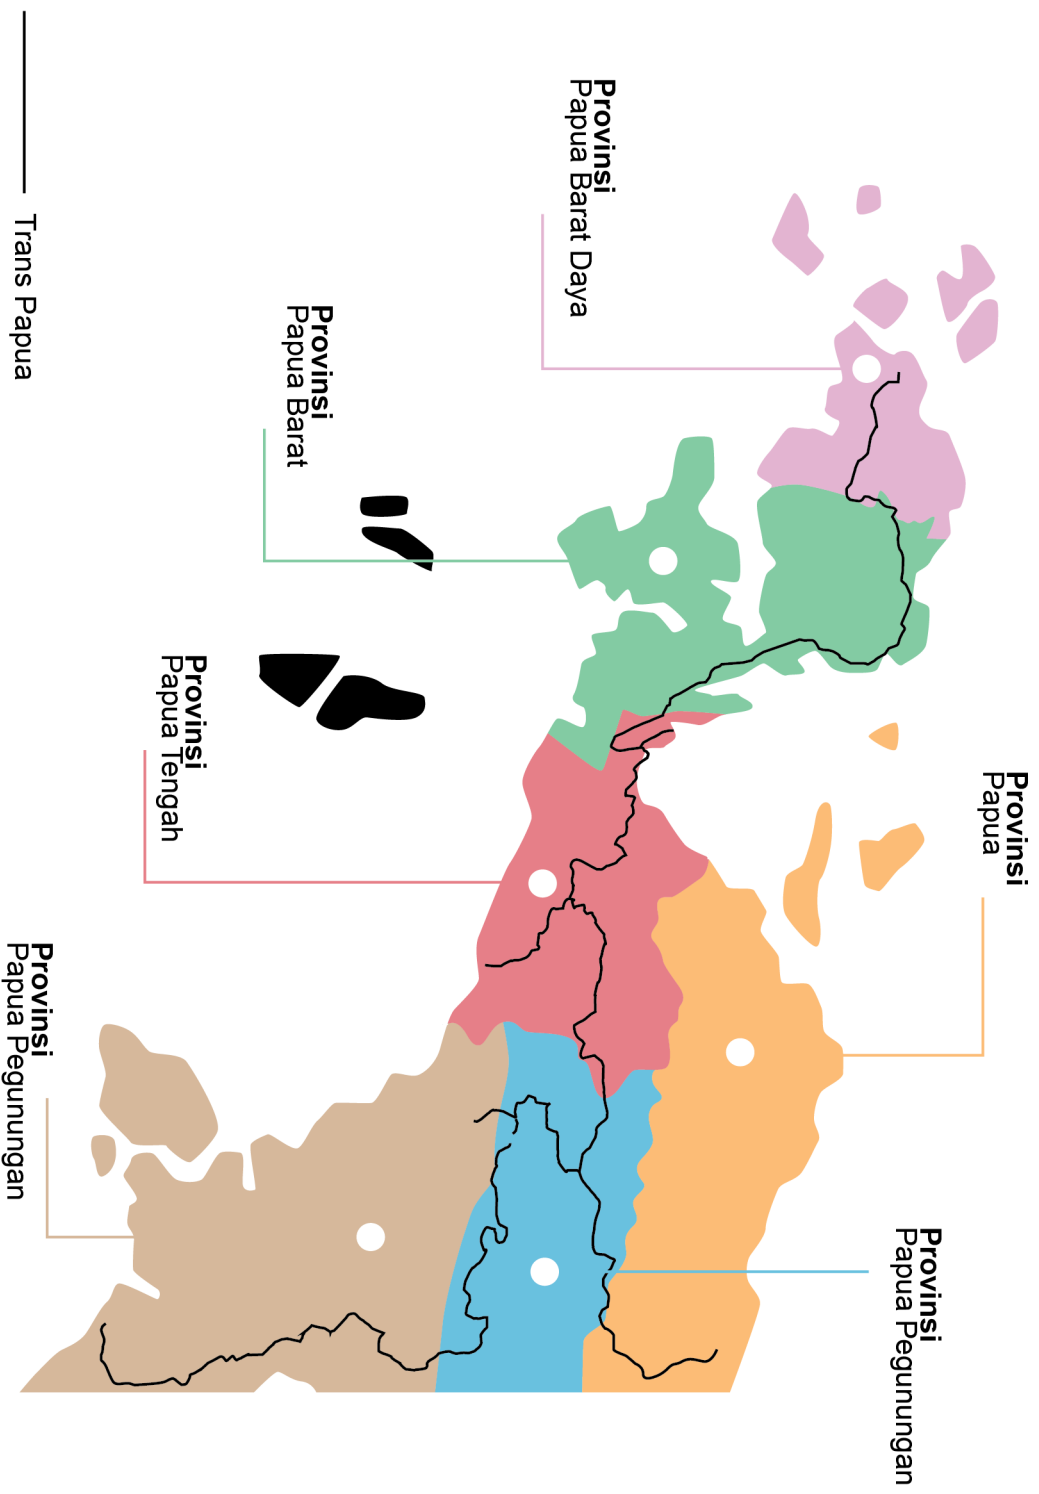 Provinsi
Papua
Provinsi
Papua Pegunungan
Provinsi
Papua Barat Daya
Provinsi
Papua Barat
Provinsi
Papua Tengah
Provinsi
Papua Pegunungan
Trans Papua